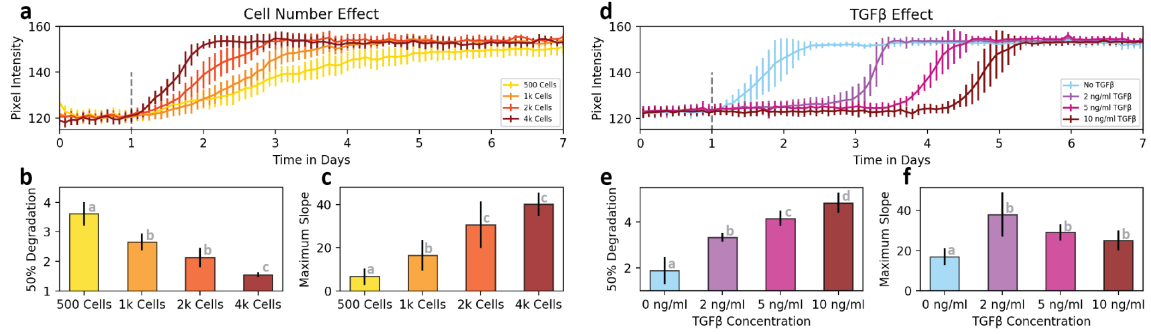 a
Cell Number Effect
Pixel Intensity
160
140
120
0 1 2 3 4 5 6 7
Time in Days
500 Cells
1k Cells
2k Cells
4k Cells
d
TGFβ Effect
Pixel Intensity
160
140
120
0 1 2 3 4 5 6 7
Time in Days
No TGFβ
2 ng/ml TGFβ
5 ng/ml TGFβ
10 ng/ml TGFβ
b
50% Degradation
4
3
2
1
a b b c
500 Cells 1k Cells 2k Cells 4k Cells
c
Maximum Slope
40
20
0
a b c c
500 Cells 1k Cells 2k Cells 4k Cells
e
50% Degradation
4
2
a b c d
0 ng/ml 2 ng/ml 5 ng/ml 10 ng/ml
TGFβ Concentration
f
Maximum Slope
40
20
0
a b b b
0 ng/ml 2 ng/ml 5 ng/ml 10 ng/ml
TGFβ Concentration